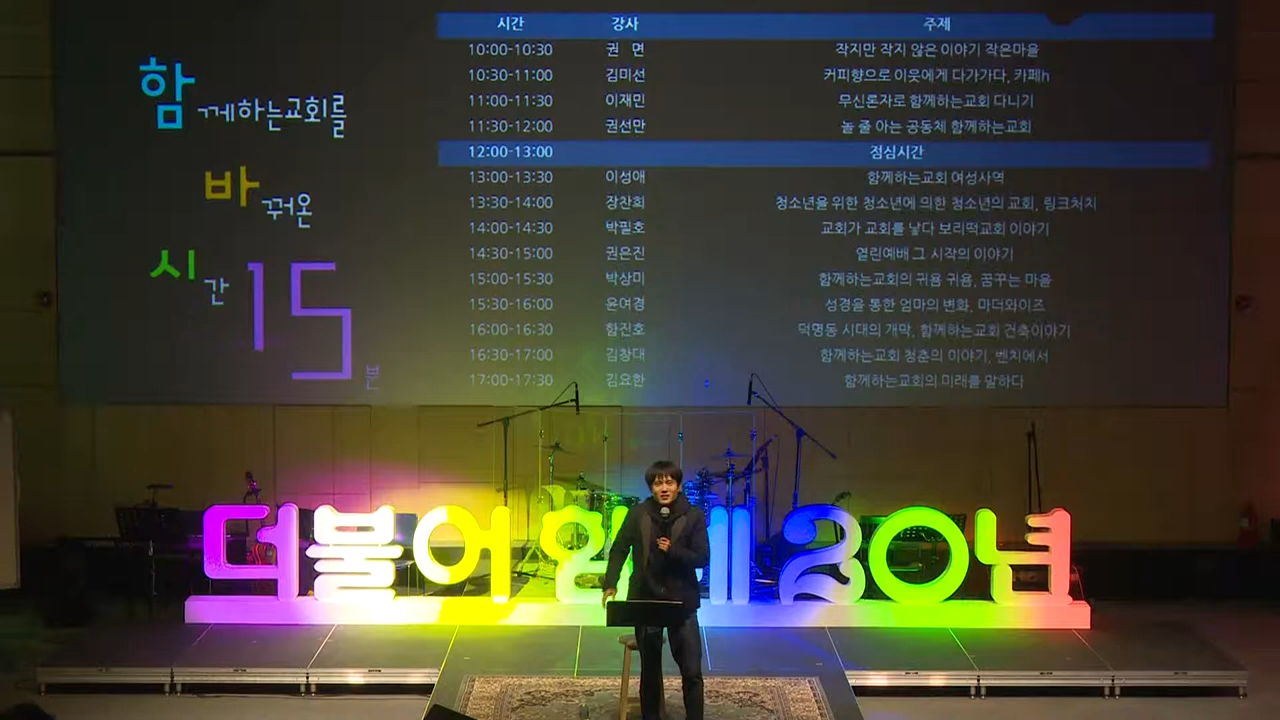 함께하는교회를
바꿔온
시간 15분
시간 강사 주제
10:00-10:30 권 면 작지만 작지 않은 이야기 작은마을
10:30-11:00 김미선 커피향으로 이웃에게 다가가다, 카페h
11:00-11:30 이재민 무신론자로 함께하는교회 다니기
11:30-12:00 권선만 놀 줄 아는 공동체 함께하는교회
12:00-13:00 점심시간
13:00-13:30 이성애 함께하는교회 여성사역
13:30-14:00 장찬희 청소년을 위한 청소년에 의한 청소년의 교회, 링크처치
14:00-14:30 박필호 교회가 교회를 낳다 보리떡교회 이야기
14:30-15:00 권은진 열린예배 그 시작의 이야기
15:00-15:30 박상미 함께하는교회의 귀욤 귀욤, 꿈꾸는 마을
15:30-16:00 윤여경 성경을 통한 엄마의 변화, 마더와이즈
16:00-16:30 함진호 덕명동 시대의 개막, 함께하는교회 건축이야기
16:30-17:00 김창대 함께하는교회 청춘의 이야기, 벤치에서
17:00-17:30 김요한 함께하는교회의 미래를 말하다
더불어함께20년